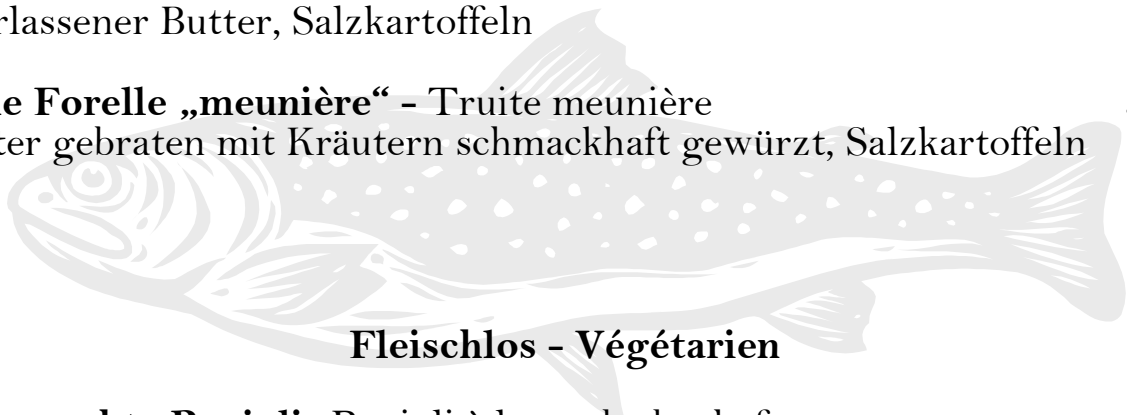 rlassener Butter, Salzkartoffeln
e Forelle „meunière“ - Truite meunière
ter gebraten mit Kräutern schmackhaft gewürzt, Salzkartoffeln
Fleischlos - Végétarien